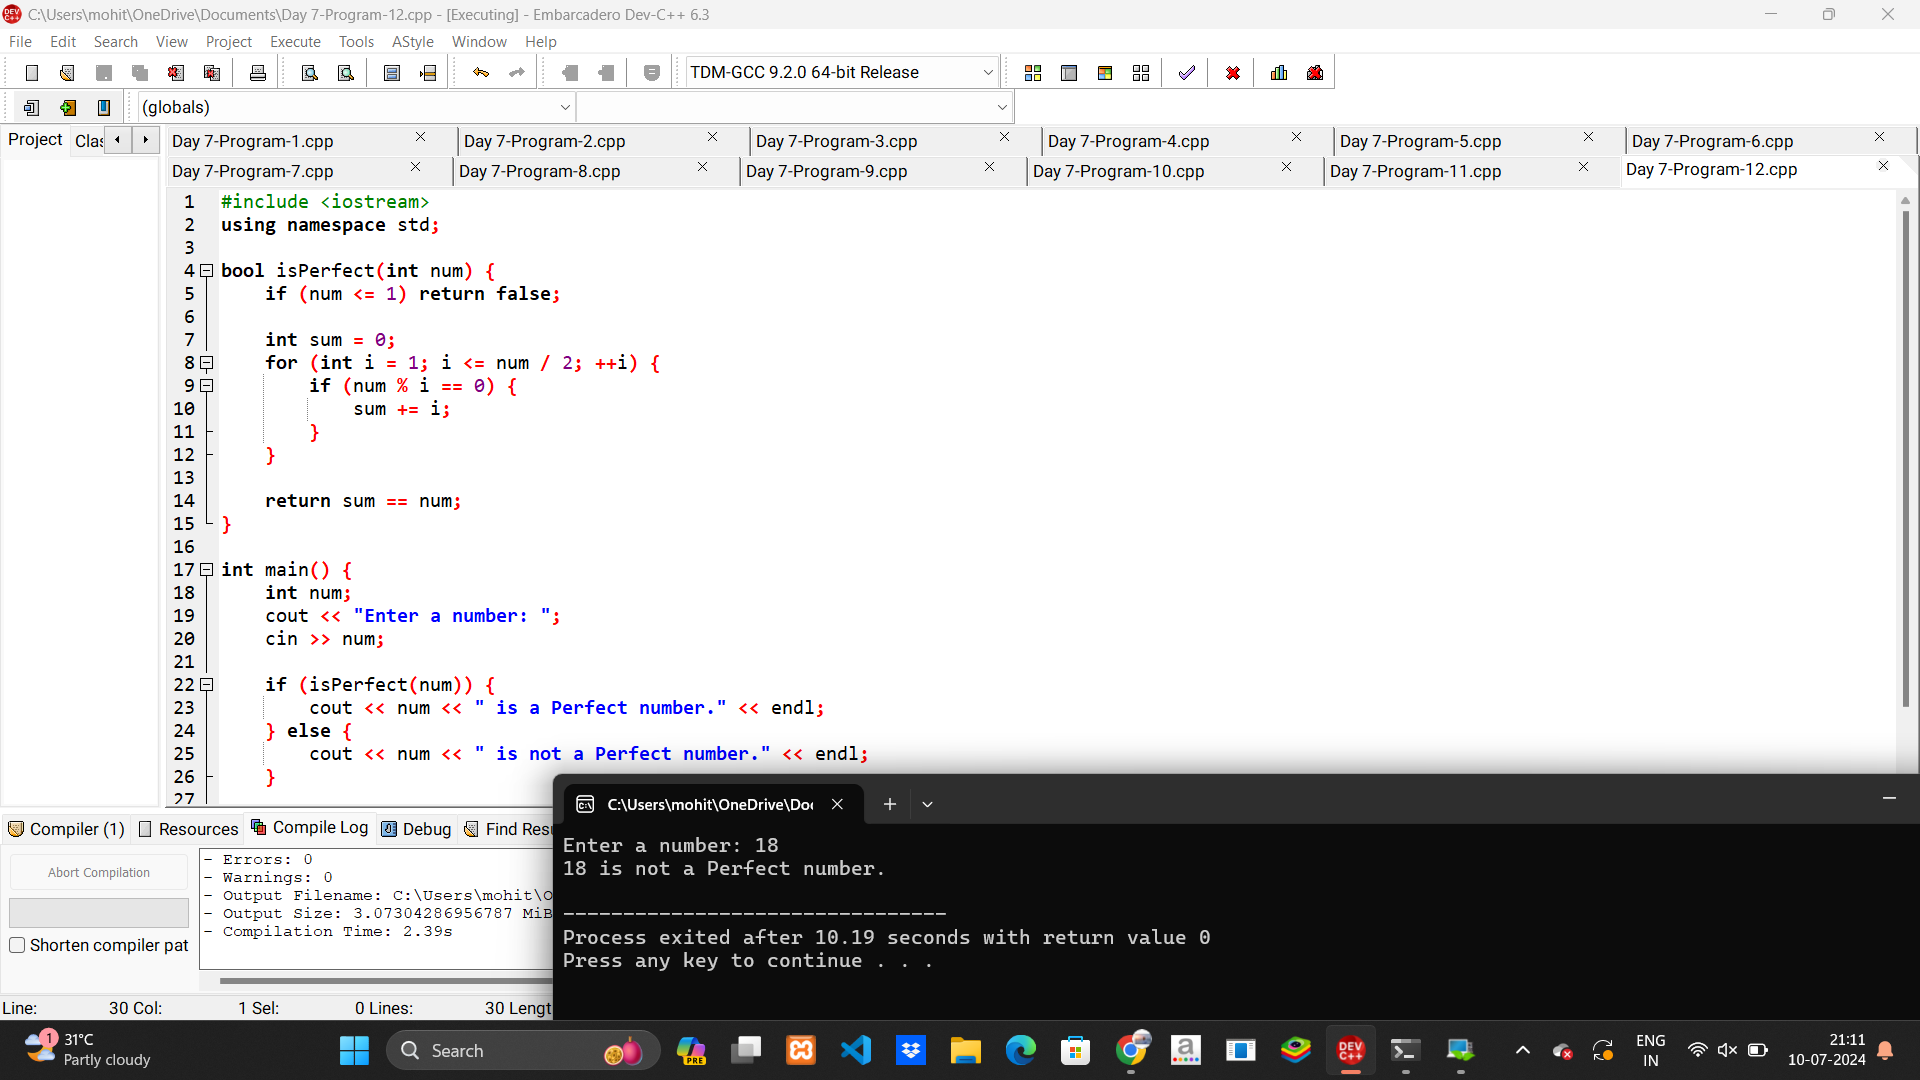 C:\Users\mohit\OneDrive\Documents\Day 7-Program-12.cpp - [Executing] - Embarcadero Dev-C++ 6.3
File Edit Search View Project Execute Tools AStyle Window Help
TDM-GCC 9.2.0 64-bit Release
(globals)
Project Clas
Day 7-Program-1.cpp Day 7-Program-2.cpp Day 7-Program-3.cpp Day 7-Program-4.cpp Day 7-Program-5.cpp Day 7-Program-6.cpp
Day 7-Program-7.cpp Day 7-Program-8.cpp Day 7-Program-9.cpp Day 7-Program-10.cpp Day 7-Program-11.cpp Day 7-Program-12.cpp
1 #include <iostream>
2 using namespace std;
3
4 bool isPerfect(int num) {
5 if (num <= 1) return false;
6
7 int sum = 0;
8 for (int i = 1; i <= num / 2; ++i) {
9 if (num % i == 0) {
10 sum += i;
11 }
12 }
13
14 return sum == num;
15 }
16
17 int main() {
18 int num;
19 cout << "Enter a number: ";
20 cin >> num;
21
22 if (isPerfect(num)) {
23 cout << num << " is a Perfect number." << endl;
24 } else {
25 cout << num << " is not a Perfect number." << endl;
26 }
27
Compiler (1) Resources Compile Log Debug Find Resu
Abort Compilation
Shorten compiler pat
- Errors: 0
- Warnings: 0
- Output Filename: C:\Users\mohit\O
- Output Size: 3.07304286956787 MiB
- Compilation Time: 2.39s
Line: 30 Col: 1 Sel: 0 Lines: 30 Lengt
C:\Users\mohit\OneDrive\Doc
Enter a number: 18
18 is not a Perfect number.
--------------------------------
Process exited after 10.19 seconds with return value 0
Press any key to continue . . .
1
31°C
Partly cloudy
Search
PRE
DEV
C++
ENG
IN
21:11
10-07-2024